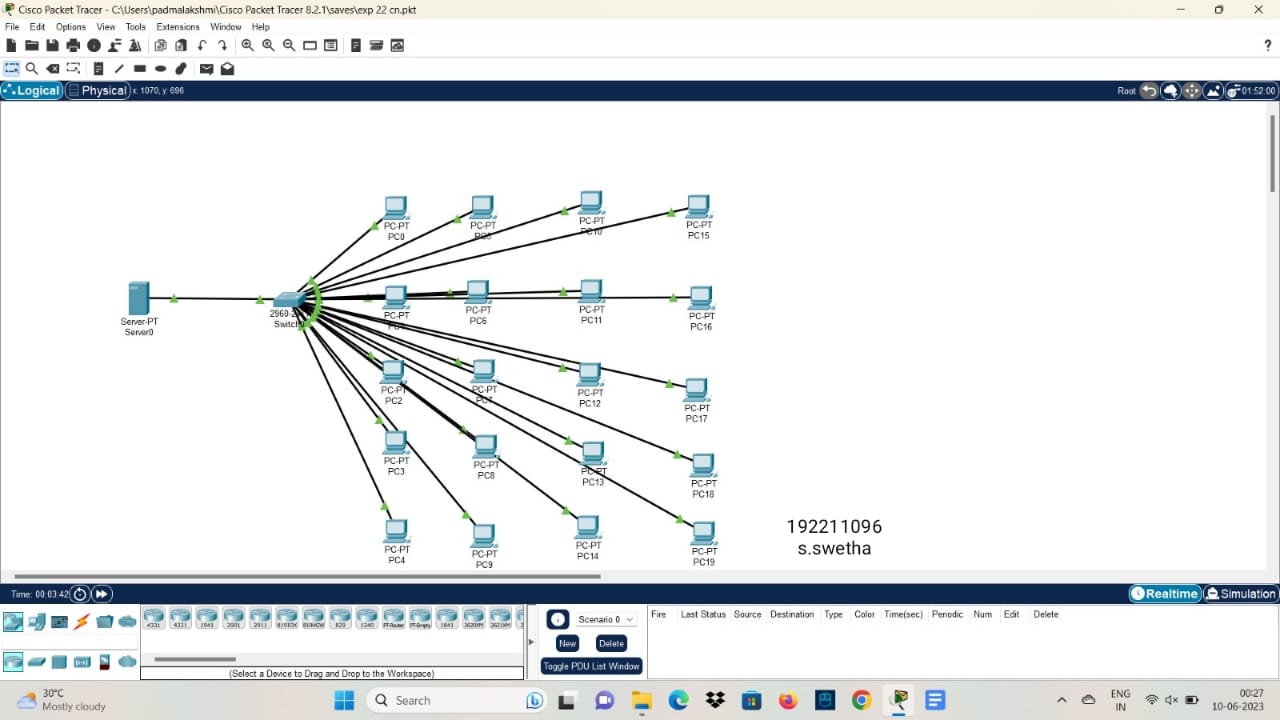 Cisco Packet Tracer - C:\Users\padmalakshmi\Cisco Packet Tracer 8.2.1\saves\exp 22 cn.pkt
File Edit Options View Tools Extensions Window Help
?
Logical Physical x: 1070, y: 696 Root 01:52:00
PC-PT PC-PT PC-PT PC-PT
PC0 PC5 PC10 PC15
2960- PC-PT PC-PT PC-PT PC-PT
Server-PT Switch0 PC6 PC11 PC16
Server0
PC-PT PC-PT PC-PT PC-PT
PC2 PC7 PC12 PC17
PC-PT PC-PT PC-PT PC-PT
PC3 PC8 PC13 PC18
PC-PT PC-PT PC-PT PC-PT
PC4 PC9 PC14 PC19
192211096
s.swetha
Time: 00:03:42 Realtime Simulation
4331 4321 1941 2901 2911 819IOX 819HGW 829 1240 PT-Router PT-Empty 1841 2620XM 2621XM
(Select a Device to Drag and Drop to the Workspace)
Scenario 0
New Delete
Toggle PDU List Window
Fire Last Status Source Destination Type Color Time(sec) Periodic Num Edit Delete
30°C
Mostly cloudy
Search
ENG
IN
00:27
10-06-2023